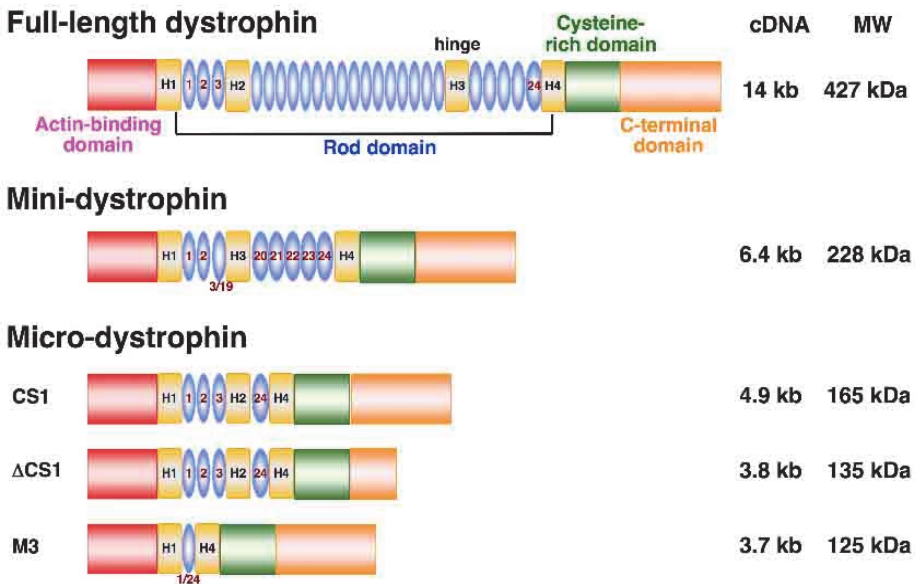 Full-length dystrophin
Cysteine-
rich domain
cDNA MW
hinge
H1 1 2 3 H2 H3 24 H4
14 kb 427 kDa
Actin-binding
domain
Rod domain
C-terminal
domain
Mini-dystrophin
H1 1 2 H3 20 21 22 23 24 H4
3/19
6.4 kb 228 kDa
Micro-dystrophin
CS1 H1 1 2 3 H2 24 H4 4.9 kb 165 kDa
ΔCS1 H1 1 2 3 H2 24 H4 3.8 kb 135 kDa
M3 H1 H4 3.7 kb 125 kDa
1/24